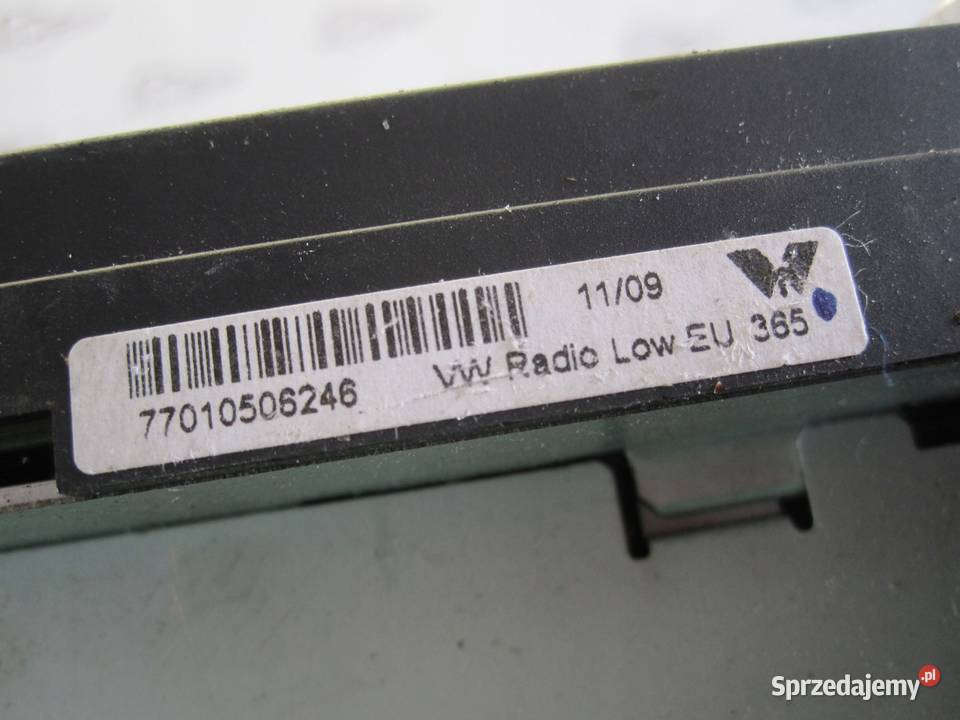 11/09
77010506246
VW Radio Low EU 365
Sprzedajemy.pl